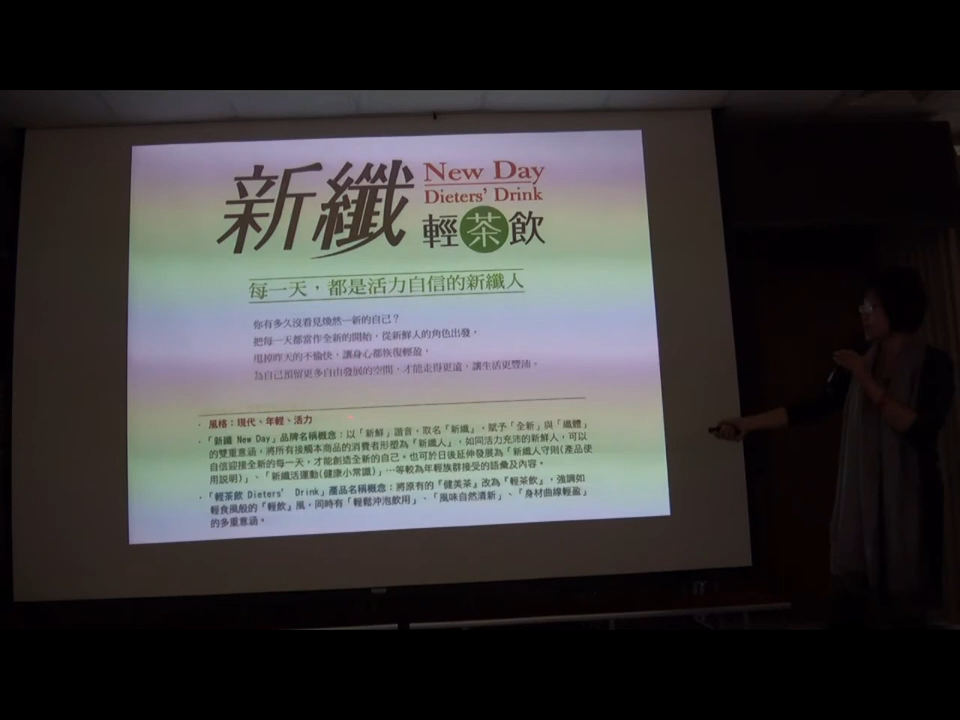 新纖
New Day
Dieters' Drink
輕茶飲
每一天，都是活力自信的新纖人
你有多久沒看見煥然一新的自己？
把每一天都當作全新的開始，從新鮮人的角色出發，
甩掉昨天的不愉快，讓身心都恢復輕盈，
為自己預留更多自由發展的空間，才能走得更遠，讓生活更豐沛。
· 風格：現代、年輕、活力
· 「新纖 New Day」品牌名稱概念：以「新鮮」諧音，取名『新纖』，賦予「全新」與「纖體」
的雙重意涵，將所有接觸本商品的消費者形塑為『新纖人』，如同活力充沛的新鮮人，可以
自信迎接全新的每一天，才能創造全新的自己。也可於日後延伸發展為「新纖人守則(產品使
用說明)」、「新纖活運動(健康小常識)」…等較為年輕族群接受的語彙及內容。
· 「輕茶飲 Dieters' Drink」產品名稱概念：將原有的『健美茶』改為『輕茶飲』，強調如
輕食風般的『輕飲』風，同時有「輕鬆沖泡飲用」、「風味自然清新」、「身材曲線輕盈」
的多重意涵。